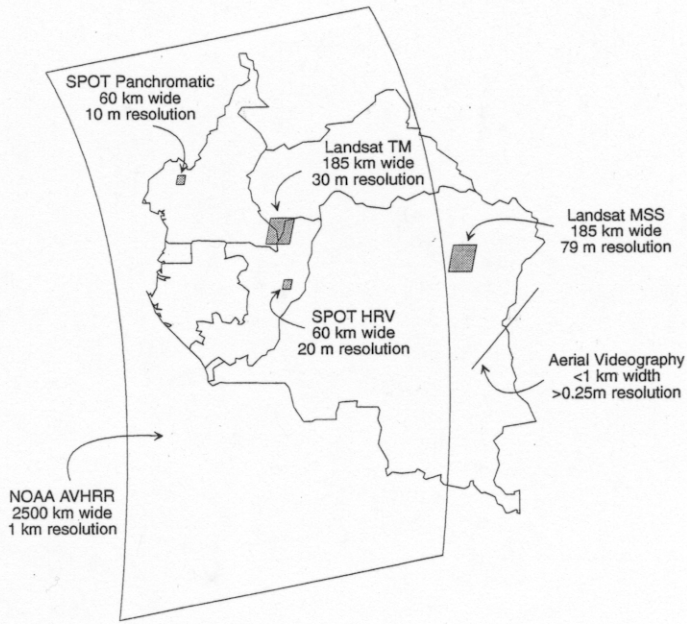 SPOT Panchromatic
60 km wide
10 m resolution
Landsat TM
185 km wide
30 m resolution
Landsat MSS
185 km wide
79 m resolution
SPOT HRV
60 km wide
20 m resolution
Aerial Videography
<1 km width
>0.25m resolution
NOAA AVHRR
2500 km wide
1 km resolution